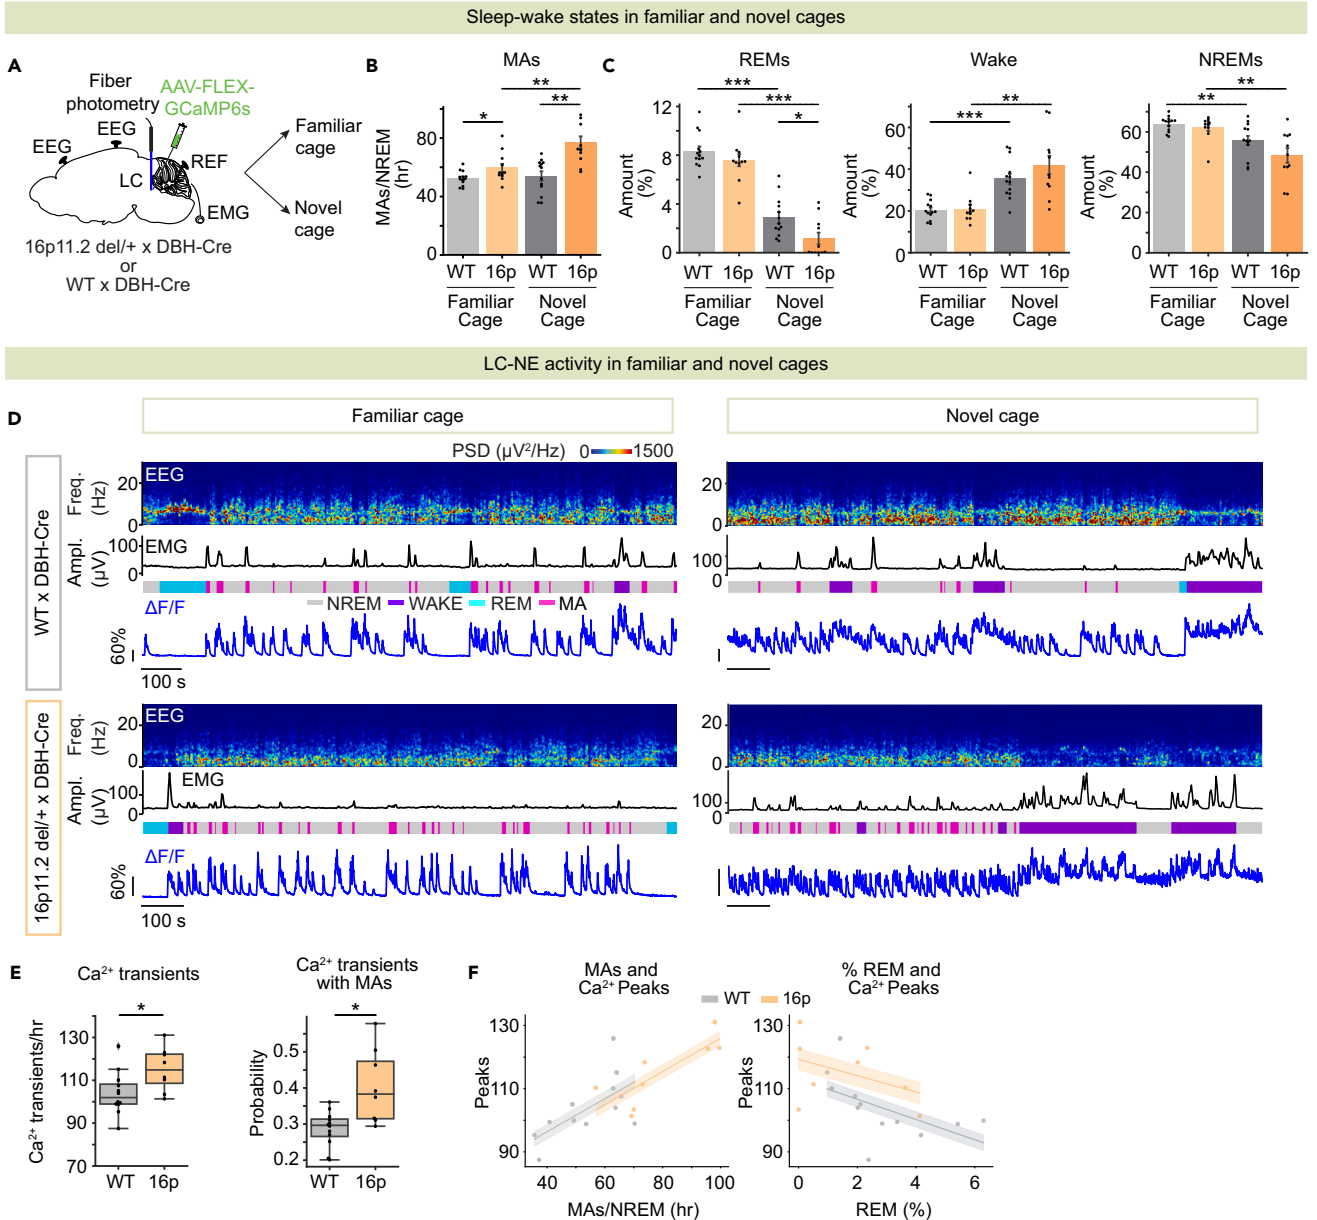 Sleep-wake states in familiar and novel cages
A
Fiber
photometry
AAV-FLEX-
GCaMP6s
EEG
EEG
REF
LC
EMG
Familiar
cage
Novel
cage
16p11.2 del/+ x DBH-Cre
or
WT x DBH-Cre
B
MAs
**
**
*
MAs/NREM
(hr)
80
60
40
0
WT 16p WT 16p
Familiar
Cage
Novel
Cage
C
REMs
***
***
*
Amount
(%)
12
8
4
0
WT 16p WT 16p
Familiar
Cage
Novel
Cage
Wake
**
***
Amount
(%)
60
40
20
0
WT 16p WT 16p
Familiar
Cage
Novel
Cage
NREMs
**
**
Amount
(%)
60
40
20
0
WT 16p WT 16p
Familiar
Cage
Novel
Cage
LC-NE activity in familiar and novel cages
D
Familiar cage
Novel cage
PSD (µV²/Hz) 0 1500
WT x DBH-Cre
EEG
Freq.
(Hz)
20
0
20
0
EMG
Ampl.
(µV)
100
0
100
0
NREM WAKE REM MA
ΔF/F
60%
100 s
16p11.2 del/+ x DBH-Cre
EEG
Freq.
(Hz)
20
0
20
0
EMG
Ampl.
(µV)
100
0
100
0
ΔF/F
60%
100 s
E
Ca²⁺ transients
*
Ca²⁺ transients/hr
130
110
90
70
WT 16p
Ca²⁺ transients
with MAs
*
Probability
0.5
0.4
0.3
0.2
WT 16p
F
MAs and
Ca²⁺ Peaks
% REM and
Ca²⁺ Peaks
WT 16p
Peaks
130
110
90
40 60 80 100
MAs/NREM (hr)
Peaks
130
110
90
0 2 4 6
REM (%)